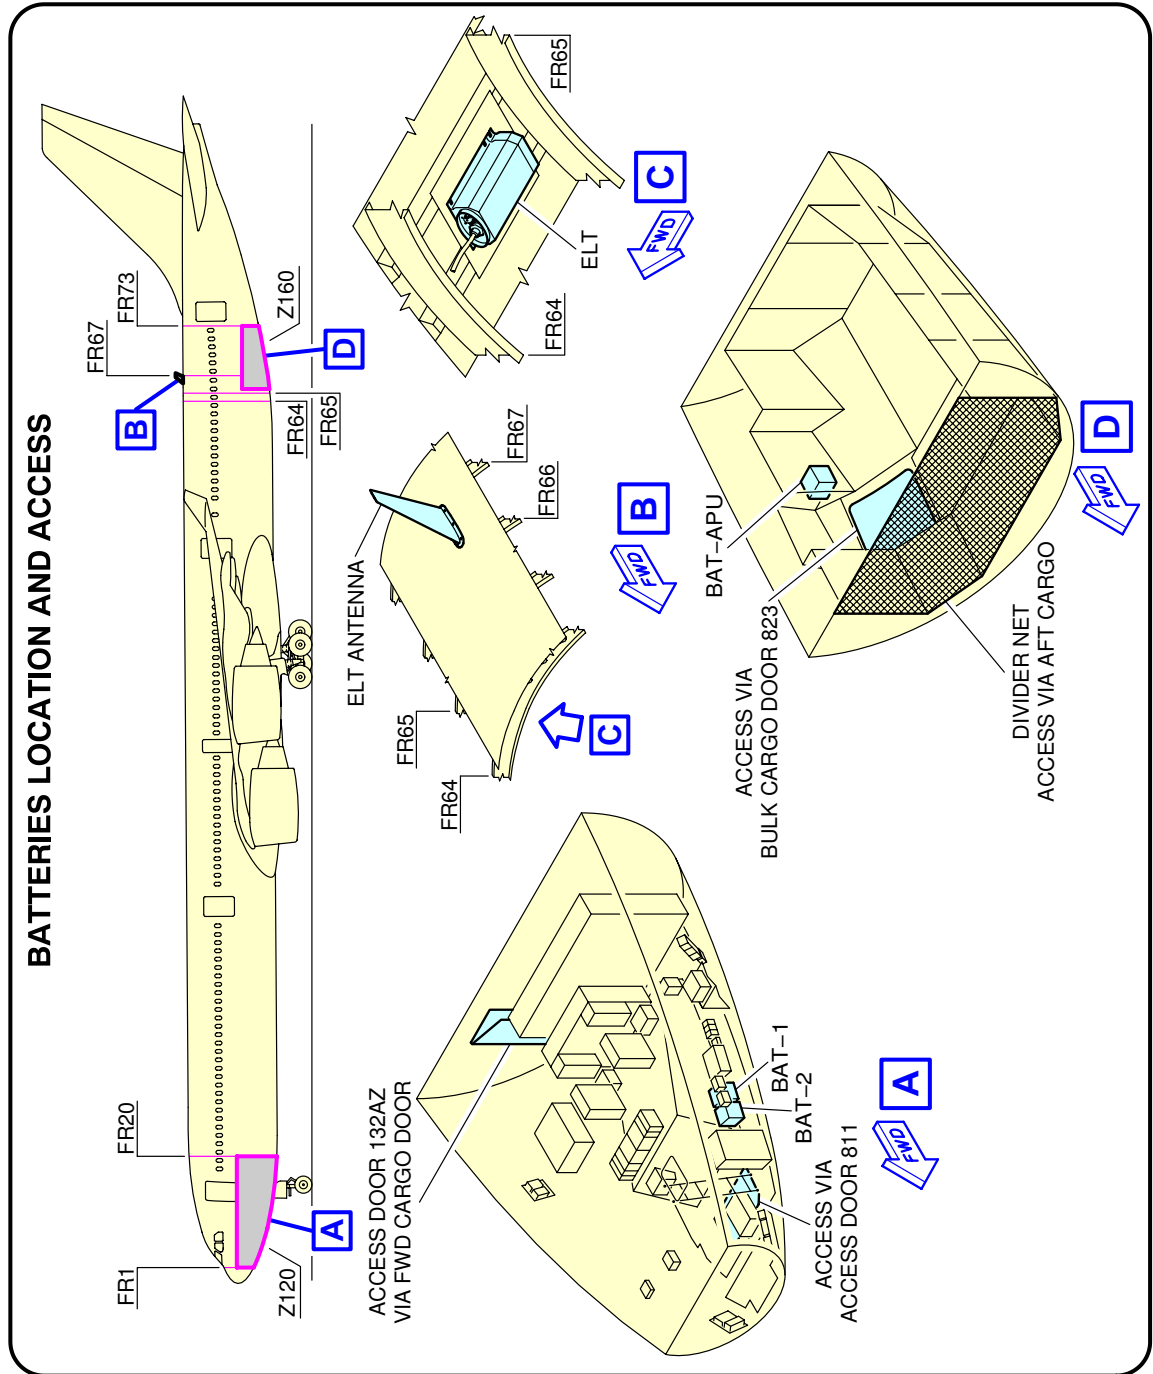 BATTERIES LOCATION AND ACCESS
FR1
FR20
FR67
FR73
Z120
A
B
FR64
FR65
D
Z160
ACCESS DOOR 132AZ
VIA FWD CARGO DOOR
BAT-1
BAT-2
ACCESS VIA
ACCESS DOOR 811
FWD
A
ELT ANTENNA
FR64
FR65
FR66
FR67
C
FWD
B
FR64
FR65
ELT
FWD
C
BAT-APU
ACCESS VIA
BULK CARGO DOOR 823
DIVIDER NET
ACCESS VIA AFT CARGO
FWD
D